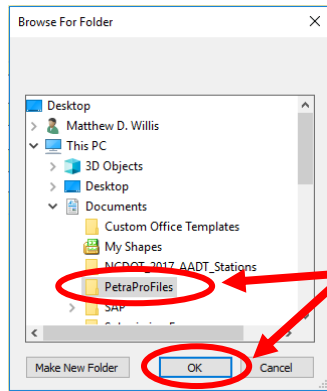 Browse For Folder
Desktop
Matthew D. Willis
This PC
3D Objects
Desktop
Documents
Custom Office Templates
My Shapes
NCDOT_2017_AADT_Stations
PetraProFiles
SAP
Make New Folder
OK
Cancel